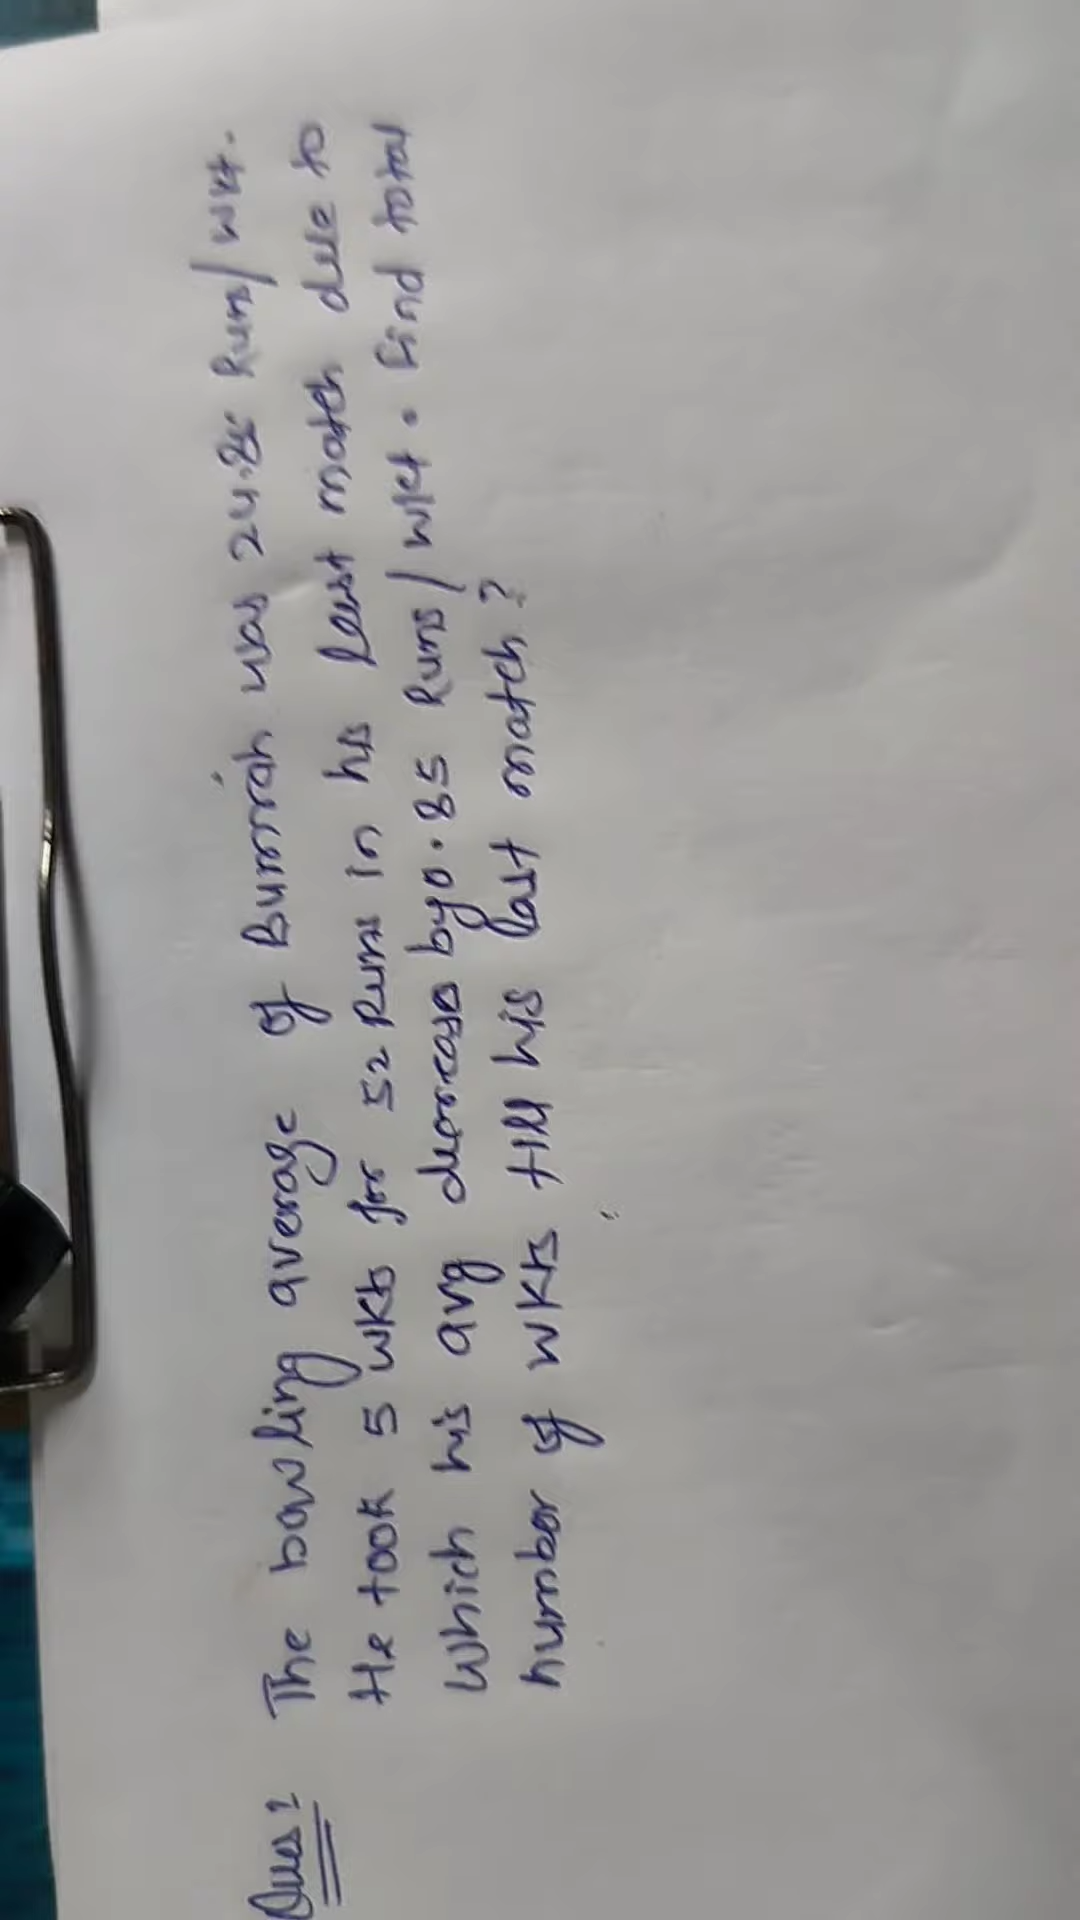 Ques 1 The bowling average of Bumrah was 24.85 Runs/wkt.
He took 5 wkts for 52 Runs in his last match due to
which his avg decreases by 0.85 Runs/wkt. Find total
number of wkts till his last match?